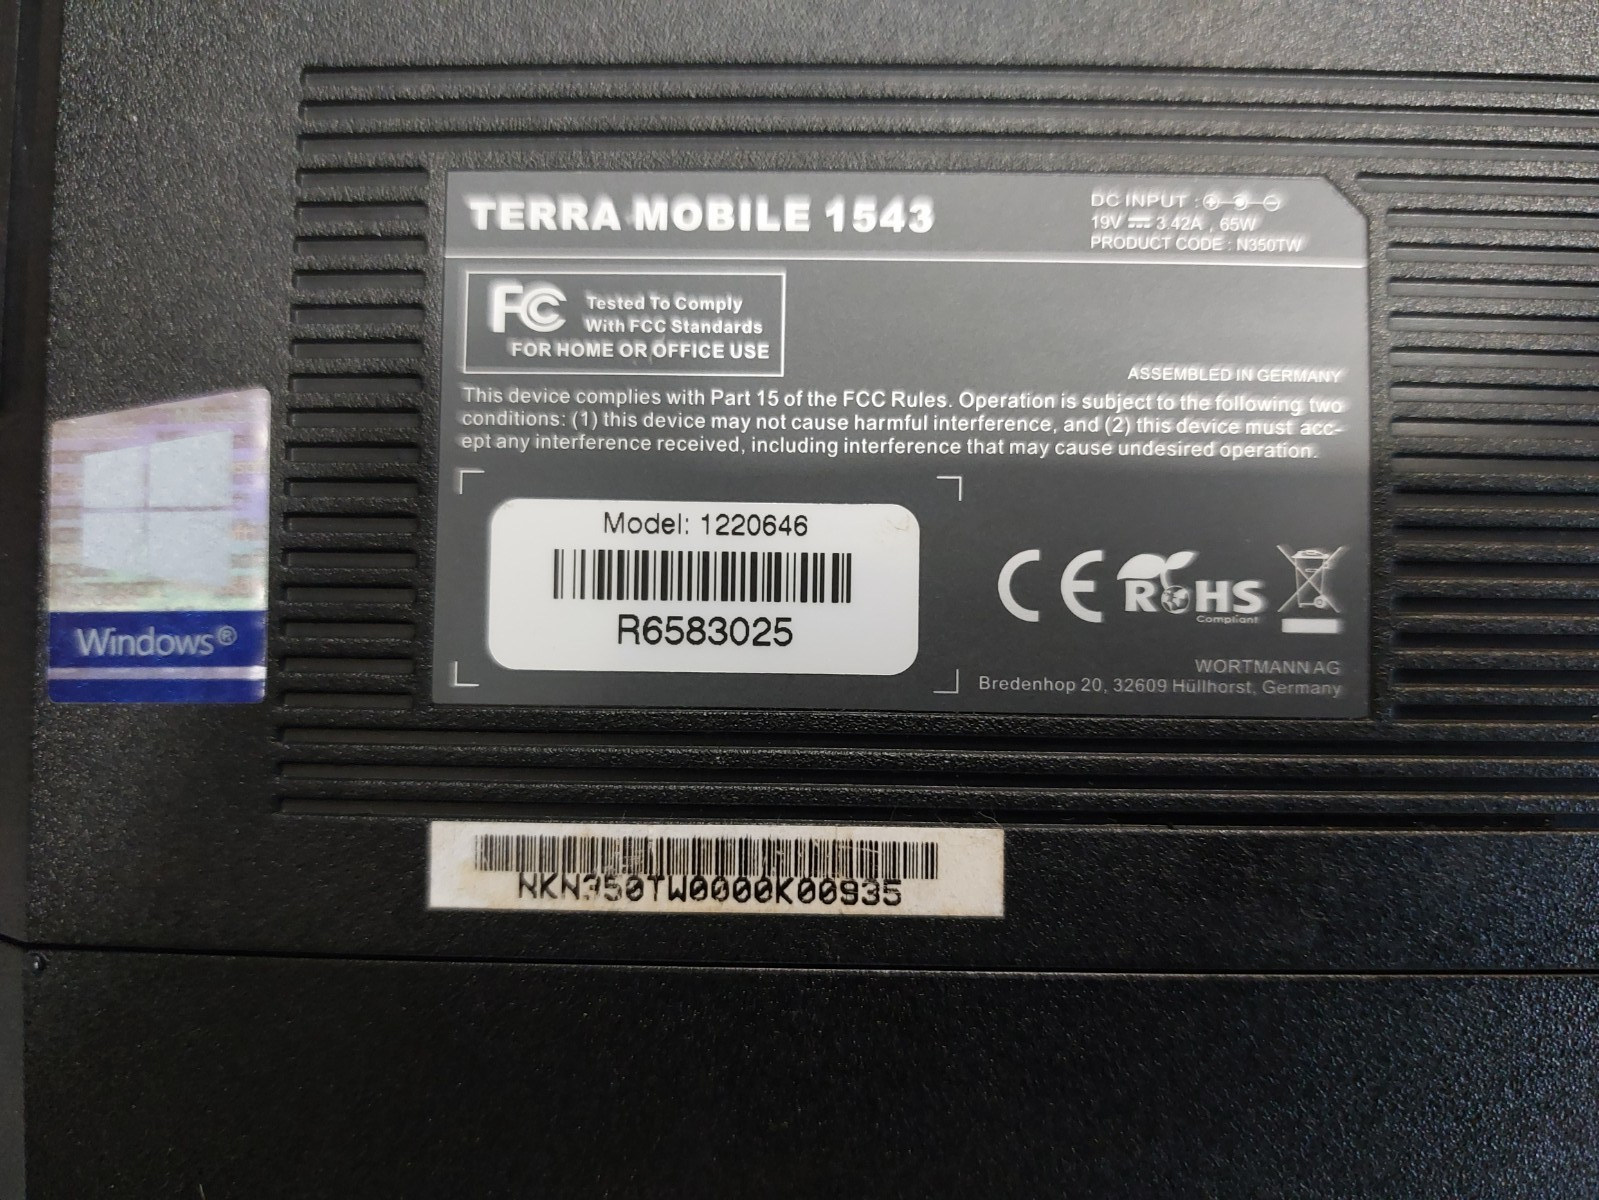 TERRA MOBILE 1543
DC INPUT :
19V 3.42A , 65W
PRODUCT CODE : N350TW
FC Tested To Comply
With FCC Standards
FOR HOME OR OFFICE USE
ASSEMBLED IN GERMANY
This device complies with Part 15 of the FCC Rules. Operation is subject to the following two
conditions: (1) this device may not cause harmful interference, and (2) this device must acc-
ept any interference received, including interference that may cause undesired operation.
Model: 1220646
R6583025
CE RoHS
Compliant
WORTMANN AG
Bredenhop 20, 32609 Hüllhorst, Germany
Windows®
NKN350TW0000K00935